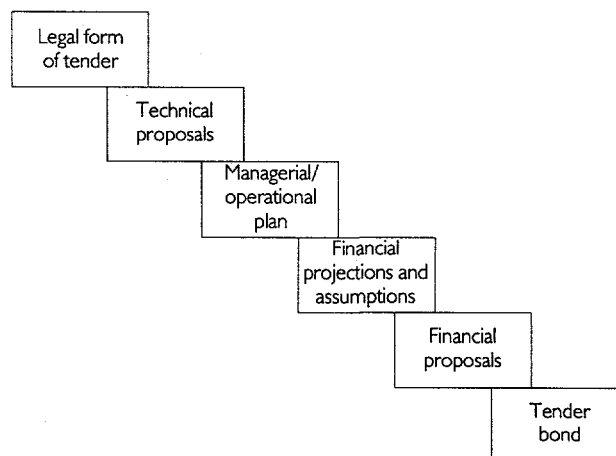 Legal form
of tender
Technical
proposals
Managerial/
operational
plan
Financial
projections and
assumptions
Financial
proposals
Tender
bond